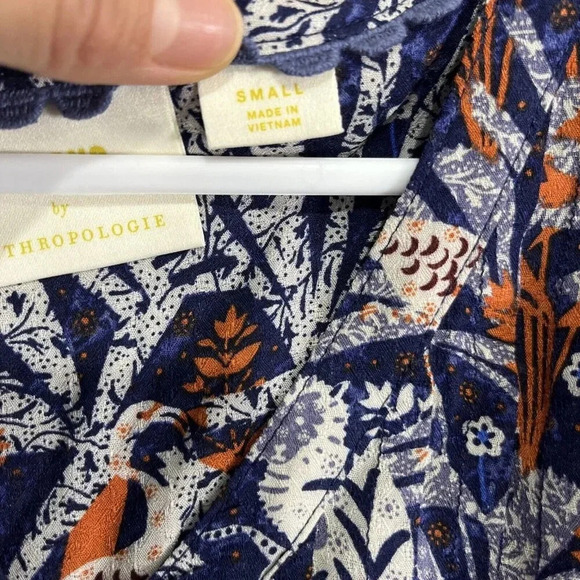 by
THROPOLOGIE
SMALL
MADE IN
VIETNAM